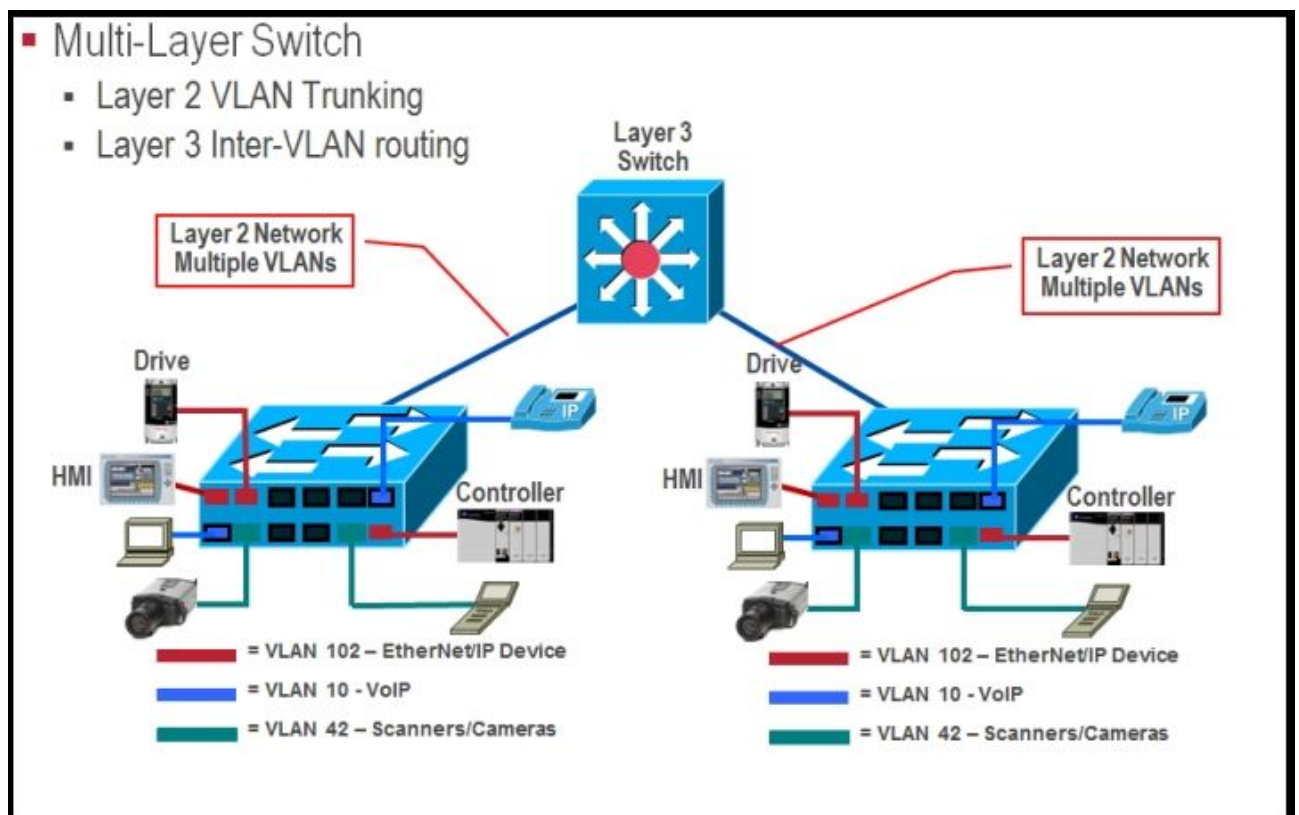 Multi-Layer Switch
Layer 2 VLAN Trunking
Layer 3 Inter-VLAN routing
Layer 3
Switch
Layer 2 Network
Multiple VLANs
Layer 2 Network
Multiple VLANs
Drive
IP
HMI
Controller
= VLAN 102 – EtherNet/IP Device
= VLAN 10 - VoIP
= VLAN 42 – Scanners/Cameras
Drive
IP
HMI
Controller
= VLAN 102 – EtherNet/IP Device
= VLAN 10 - VoIP
= VLAN 42 – Scanners/Cameras